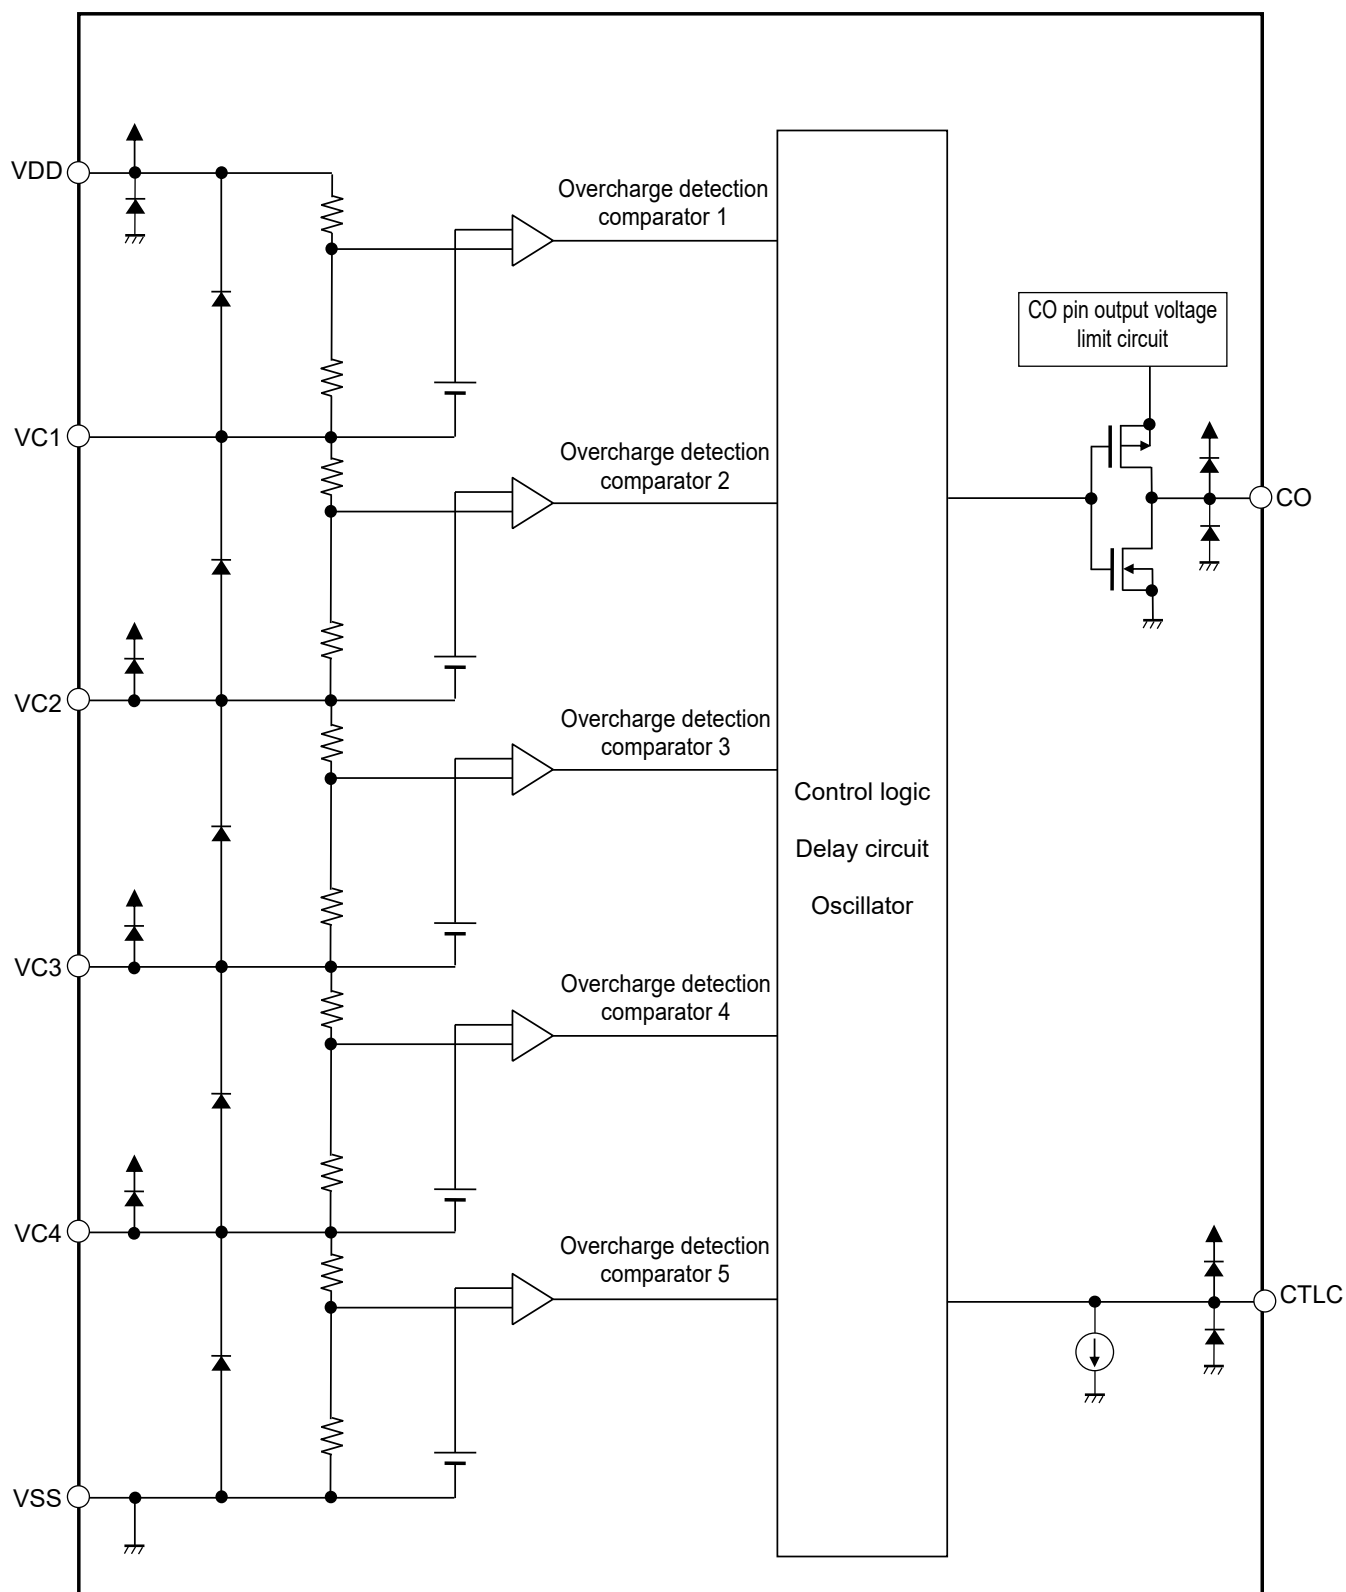 VDD
Overcharge detection
comparator 1
CO pin output voltage
limit circuit
VC1
Overcharge detection
comparator 2
CO
VC2
Overcharge detection
comparator 3
Control logic
Delay circuit
Oscillator
VC3
Overcharge detection
comparator 4
VC4
Overcharge detection
comparator 5
CTLC
VSS